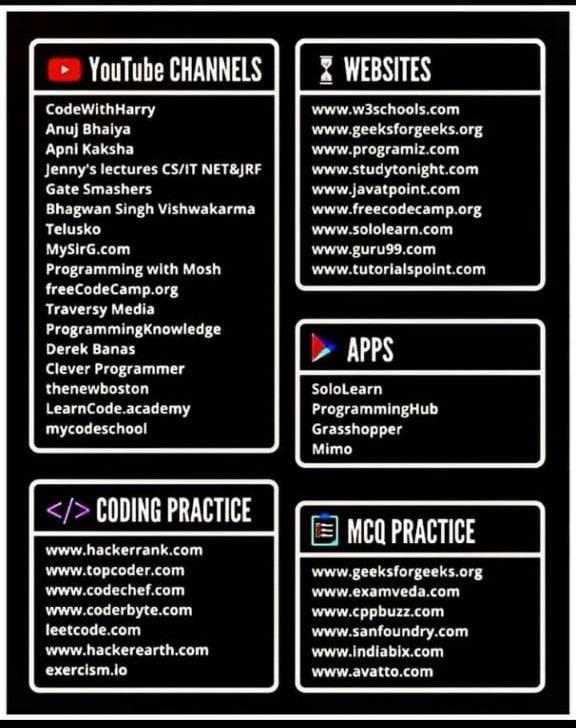 YouTube CHANNELS
CodeWithHarry
Anuj Bhaiya
Apni Kaksha
Jenny's lectures CS/IT NET&JRF
Gate Smashers
Bhagwan Singh Vishwakarma
Telusko
MySirG.com
Programming with Mosh
freeCodeCamp.org
Traversy Media
ProgrammingKnowledge
Derek Banas
Clever Programmer
thenewboston
LearnCode.academy
mycodeschool
WEBSITES
www.w3schools.com
www.geeksforgeeks.org
www.programiz.com
www.studytonight.com
www.javatpoint.com
www.freecodecamp.org
www.sololearn.com
www.guru99.com
www.tutorialspoint.com
APPS
SoloLearn
ProgrammingHub
Grasshopper
Mimo
</> CODING PRACTICE
www.hackerrank.com
www.topcoder.com
www.codechef.com
www.coderbyte.com
leetcode.com
www.hackerearth.com
exercism.io
MCQ PRACTICE
www.geeksforgeeks.org
www.examveda.com
www.cppbuzz.com
www.sanfoundry.com
www.indiabix.com
www.avatto.com